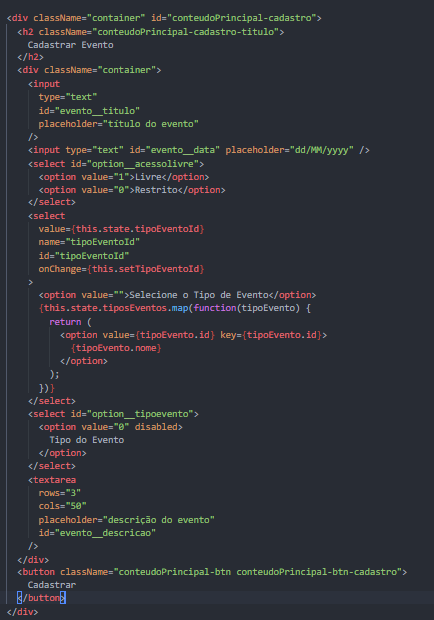 <div className="container" id="conteudoPrincipal-cadastro">
<h2 className="conteudoPrincipal-cadastro-titulo">
Cadastrar Evento
</h2>
<div className="container">
<input
type="text"
id="evento__titulo"
placeholder="título do evento"
/>
<input type="text" id="evento__data" placeholder="dd/MM/yyyy" />
<select id="option__acessolivre">
<option value="1">Livre</option>
<option value="0">Restrito</option>
</select>
<select
value={this.state.tipoEventoId}
name="tipoEventoId"
id="tipoEventoId"
onChange={this.setTipoEventoId}
>
<option value="">Selecione o Tipo de Evento</option>
{this.state.tiposEventos.map(function(tipoEvento) {
return (
<option value={tipoEvento.id} key={tipoEvento.id}>
{tipoEvento.nome}
</option>
);
})}
</select>
<select id="option__tipoevento">
<option value="0" disabled>
Tipo do Evento
</option>
</select>
<textarea
rows="3"
cols="50"
placeholder="descrição do evento"
id="evento__descricao"
/>
</div>
<button className="conteudoPrincipal-btn conteudoPrincipal-btn-cadastro">
Cadastrar
</button>
</div>